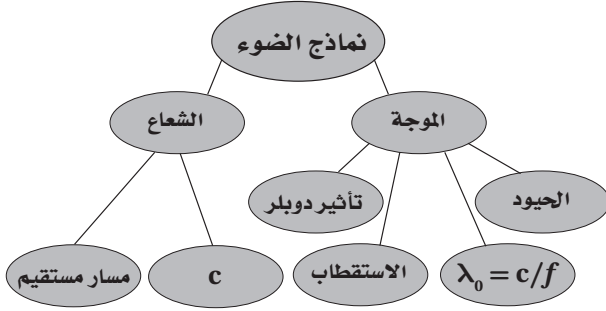 نماذج الضوء
الموجة
الشعاع
الحيود
تأثير دوبلر
λ₀ = c/f
الاستقطاب
c
مسار مستقيم